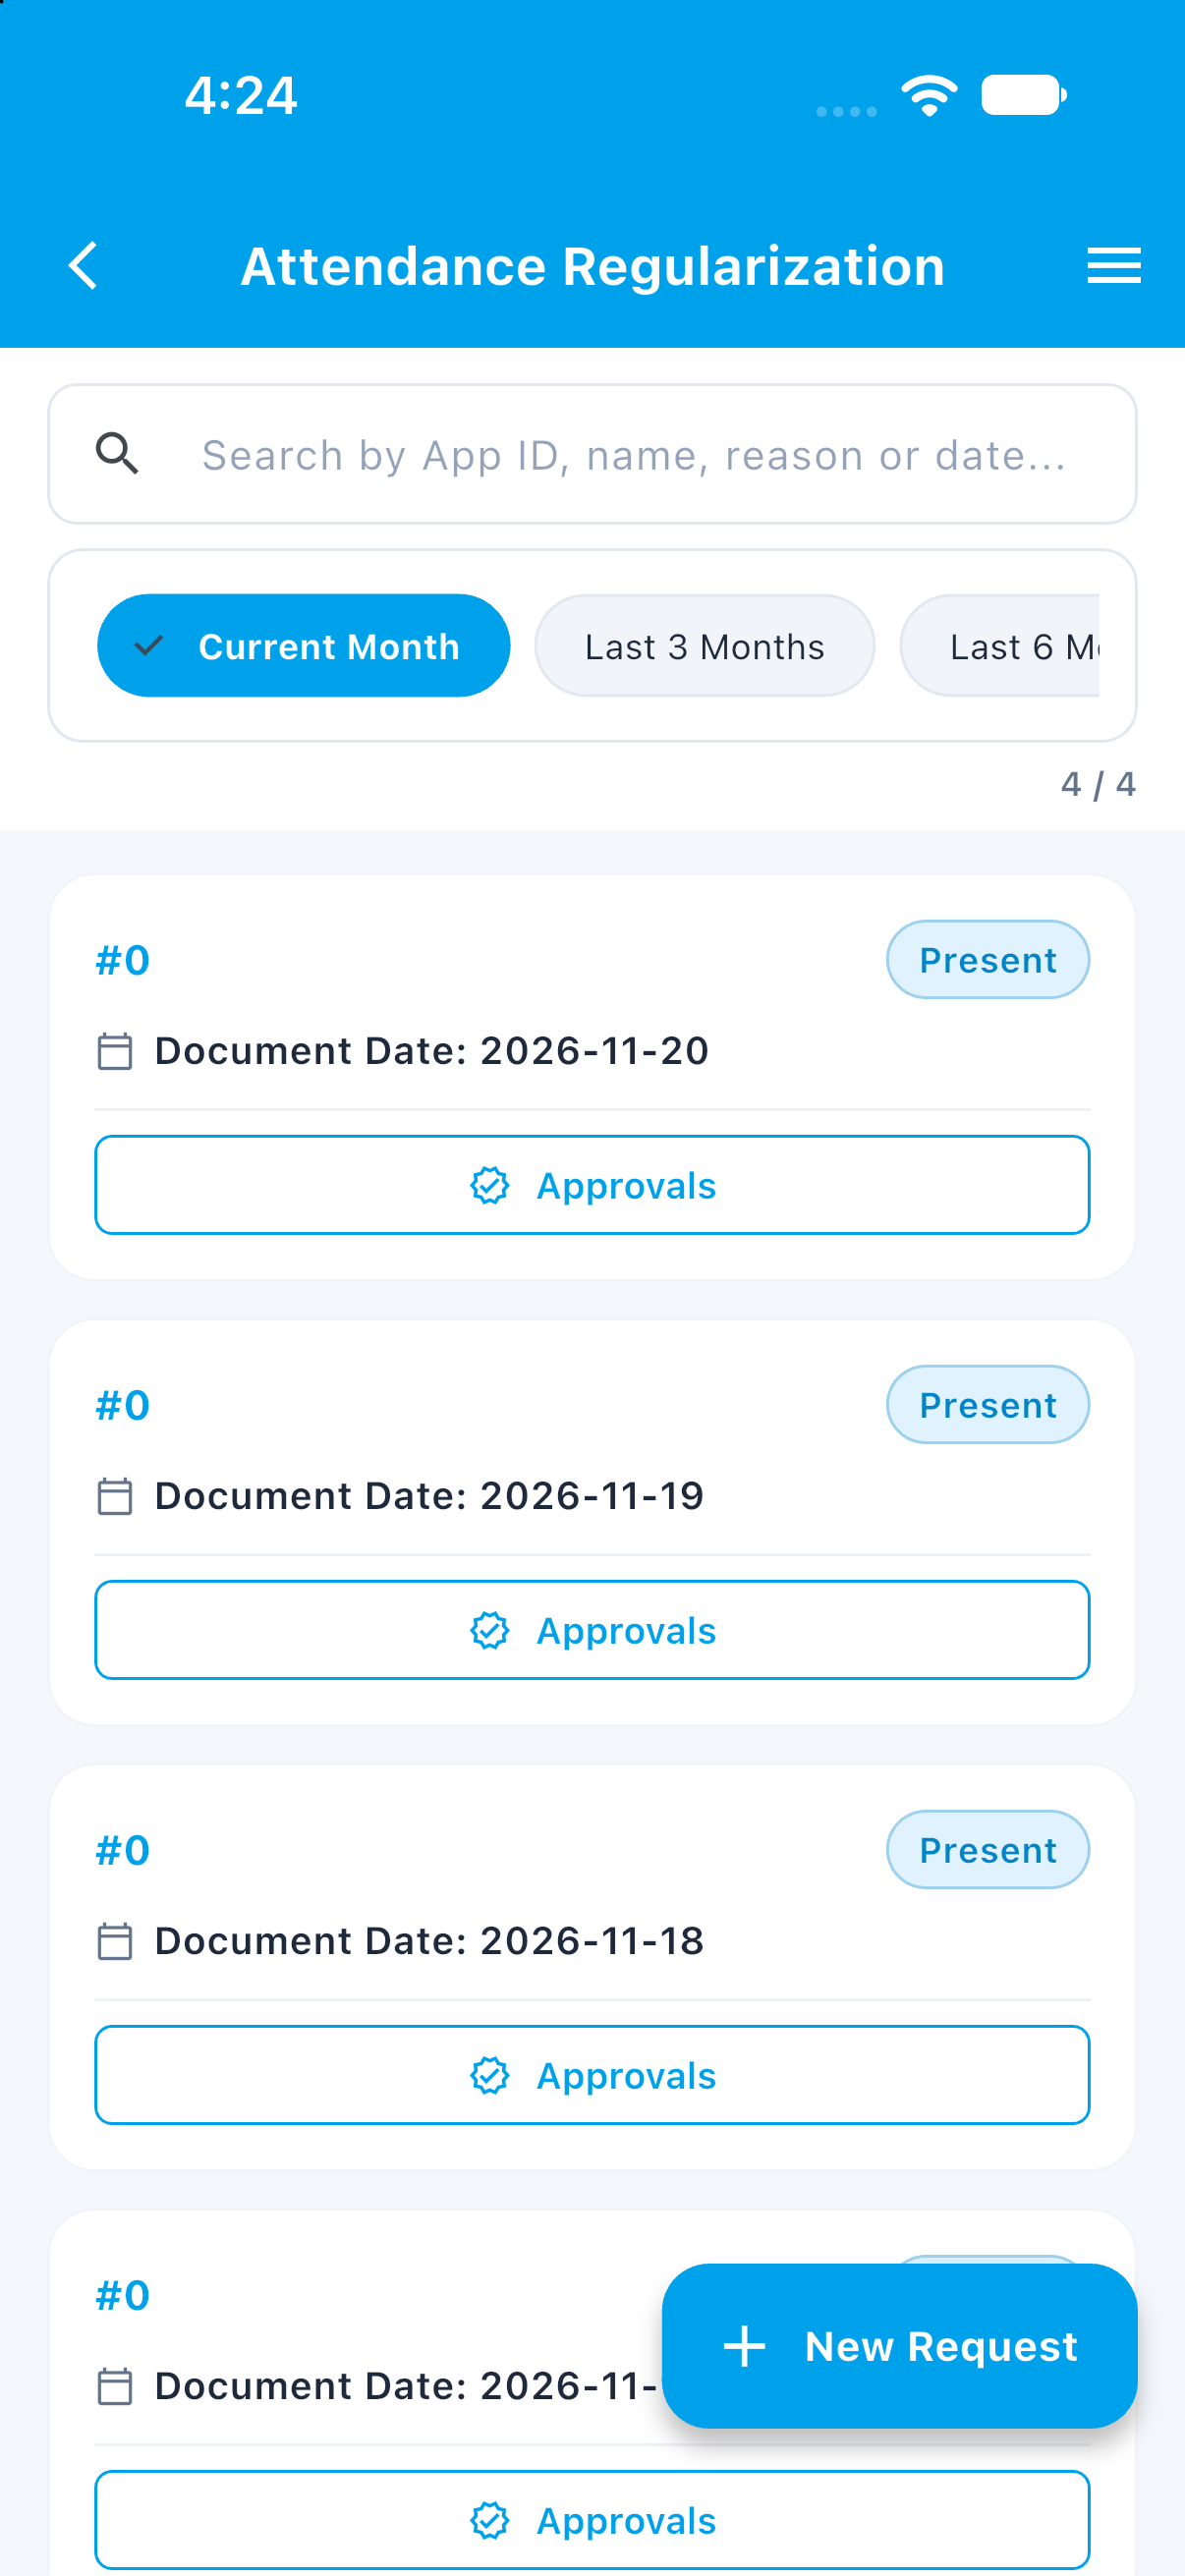 4:24
Attendance Regularization
Search by App ID, name, reason or date...
Current Month
Last 3 Months
Last 6 Mo
4 / 4
#0
Present
Document Date: 2026-11-20
Approvals
#0
Present
Document Date: 2026-11-19
Approvals
#0
Present
Document Date: 2026-11-18
Approvals
#0
Document Date: 2026-11-
New Request
Approvals